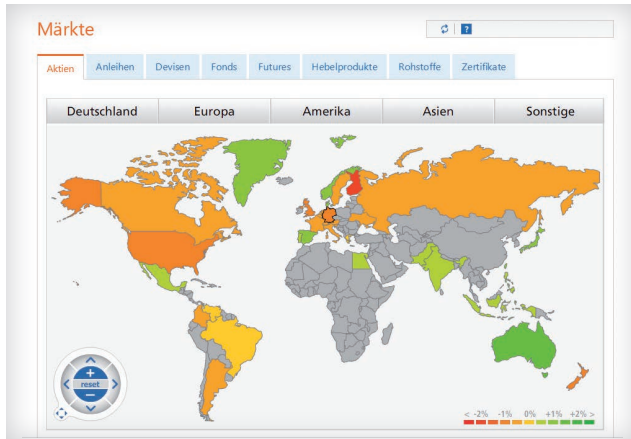 Märkte
?
Aktien Anleihen Devisen Fonds Futures Hebelprodukte Rohstoffe Zertifikate
Deutschland Europa Amerika Asien Sonstige
+
reset
−
< -2% -1% 0% +1% +2% >